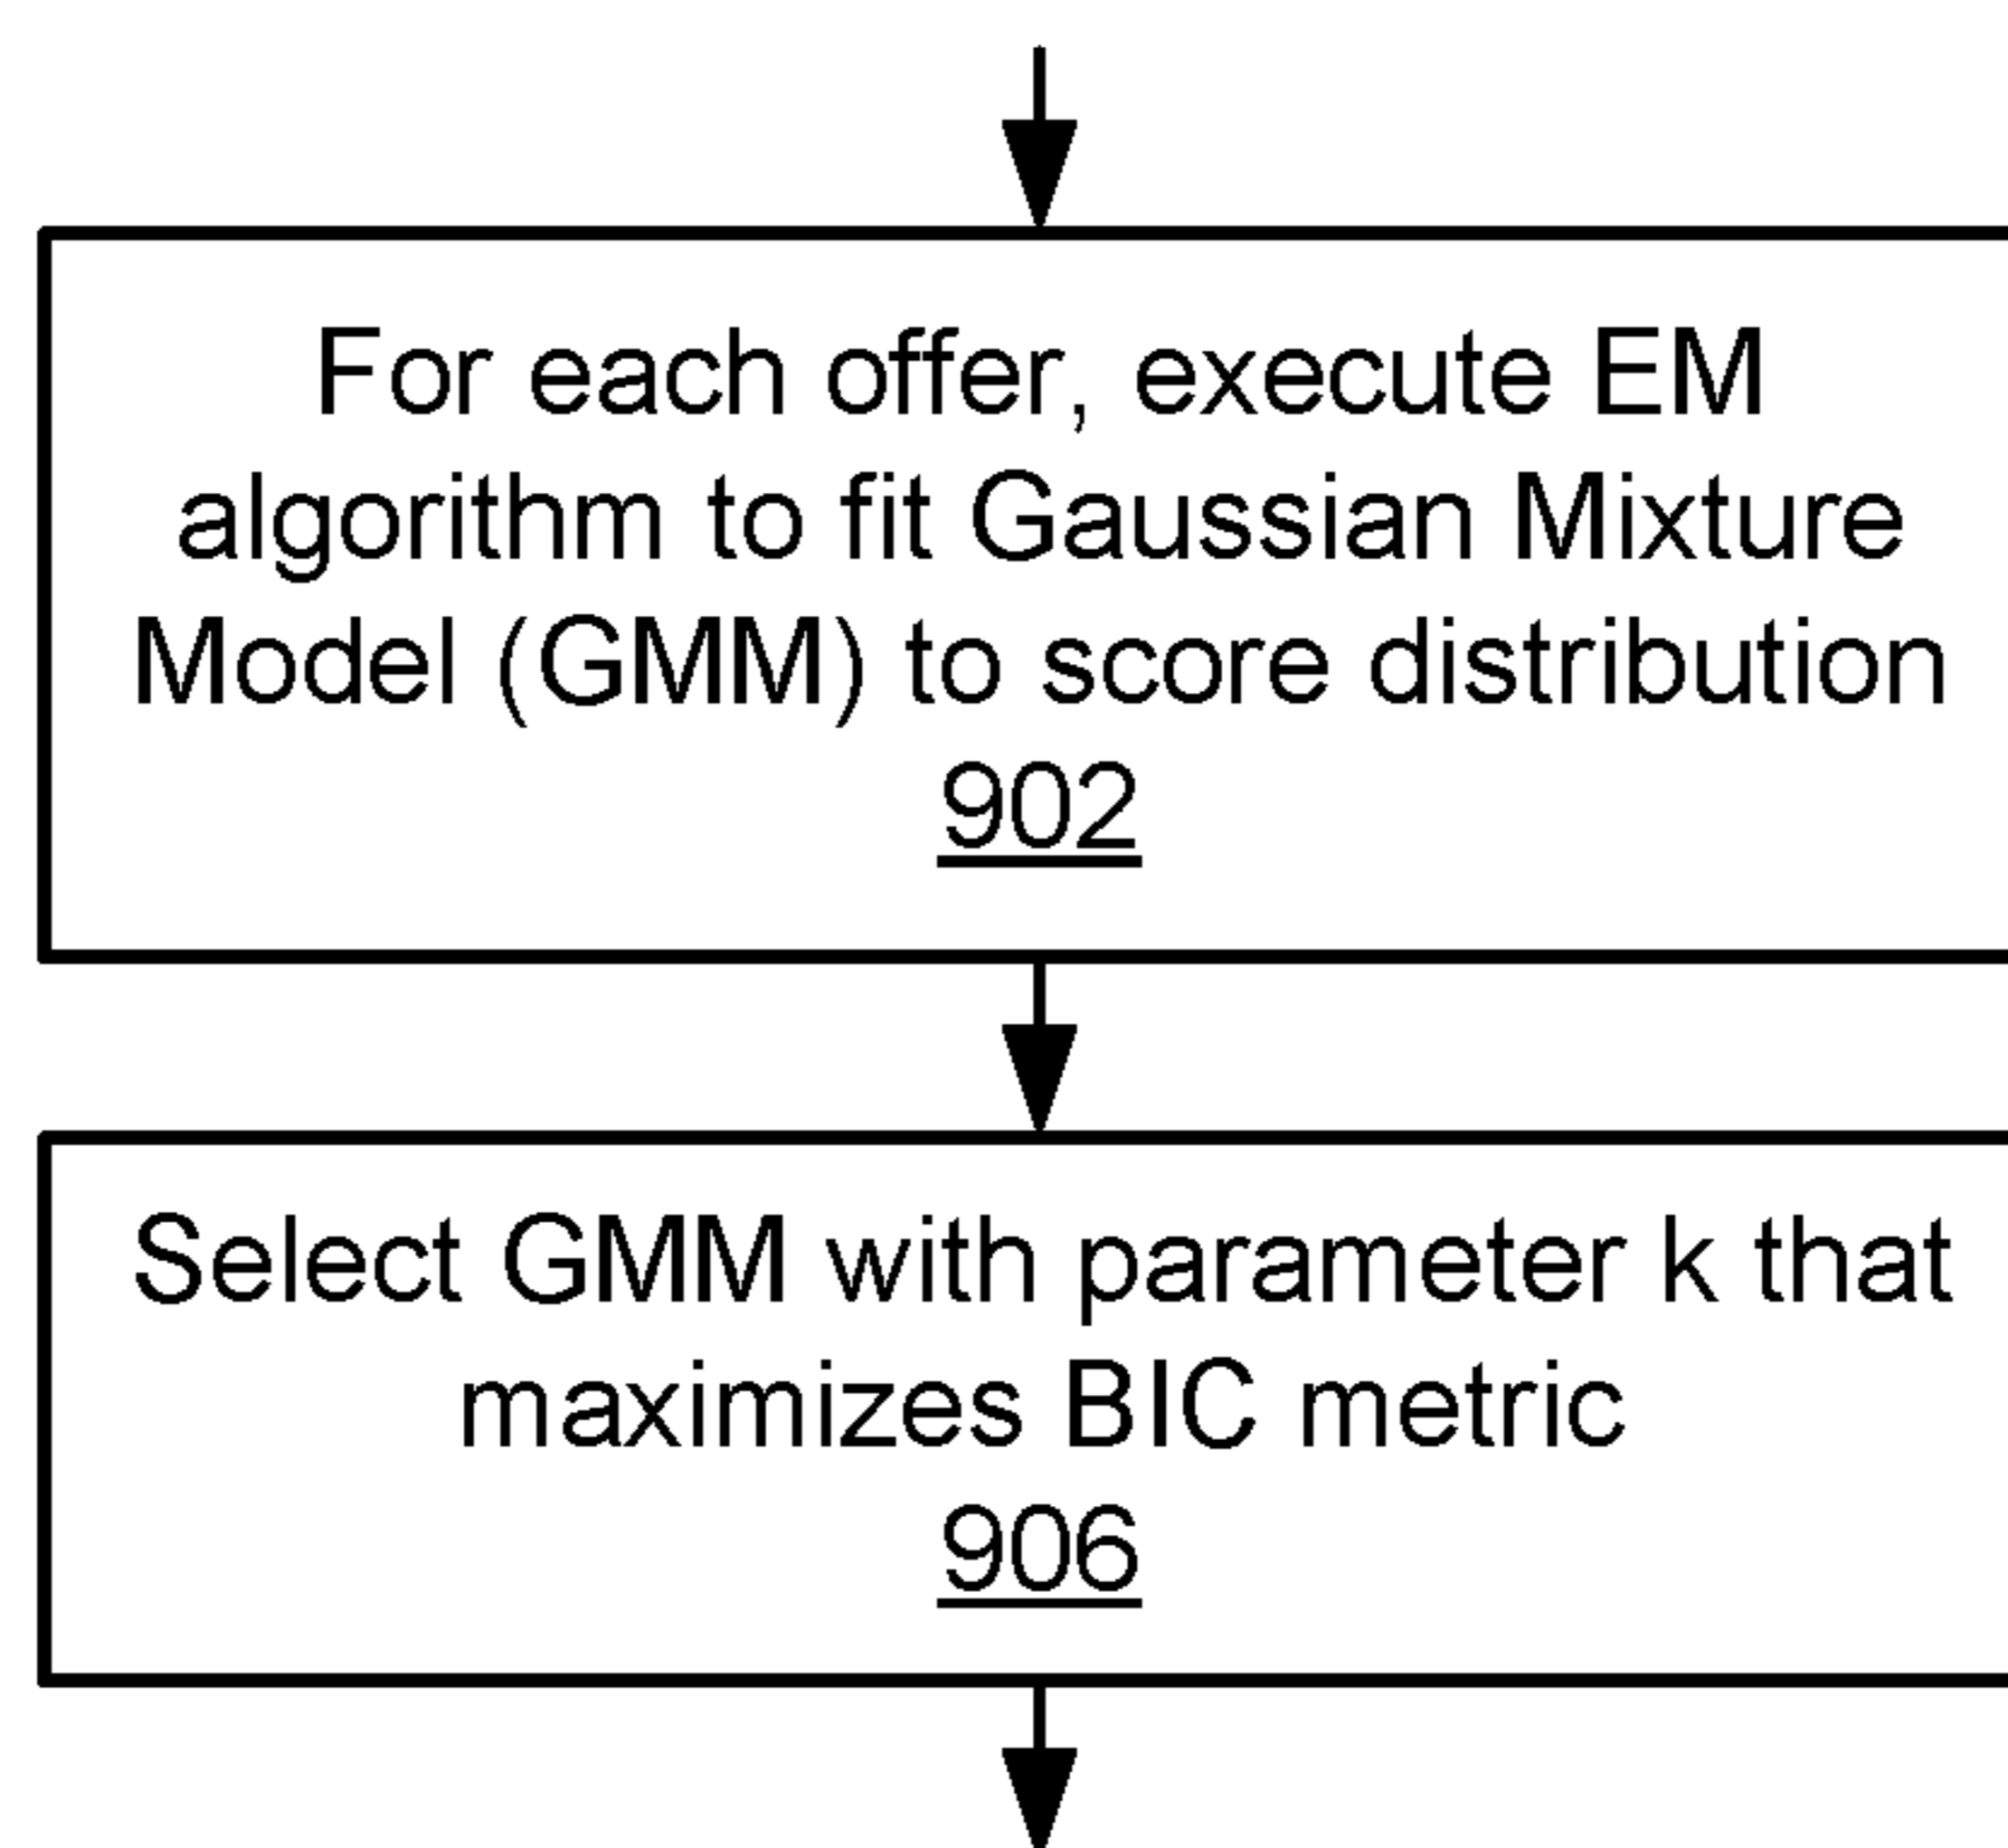 For each offer, execute EM
algorithm to fit Gaussian Mixture
Model (GMM) to score distribution
902
Select GMM with parameter k that
maximizes BIC metric
906